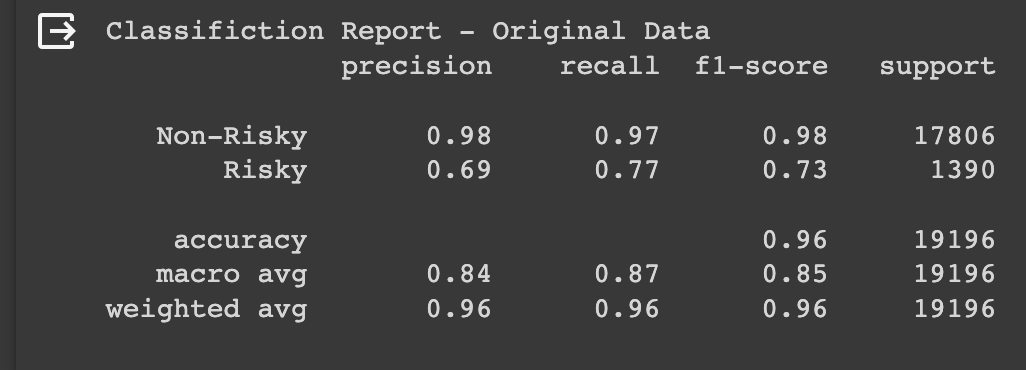 Classifiction Report - Original Data
precision recall f1-score support
Non-Risky 0.98 0.97 0.98 17806
Risky 0.69 0.77 0.73 1390
accuracy 0.96 19196
macro avg 0.84 0.87 0.85 19196
weighted avg 0.96 0.96 0.96 19196